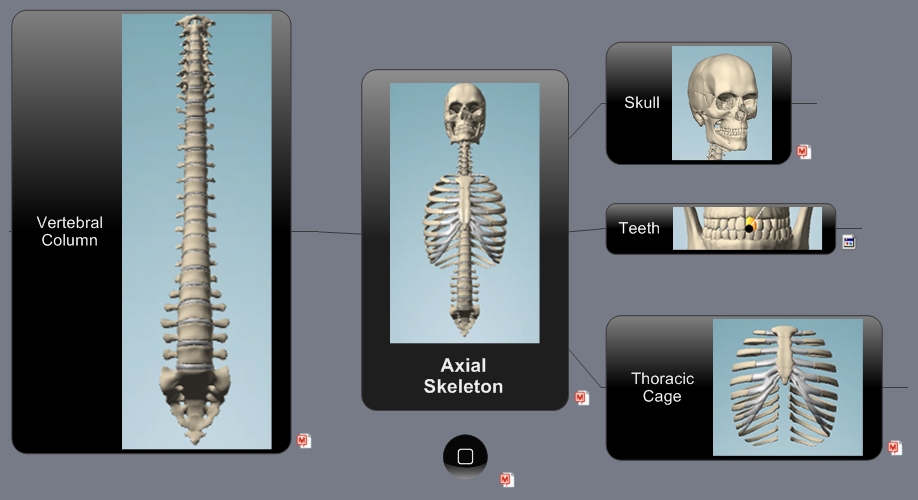 Vertebral
Column
Axial
Skeleton
Skull
Teeth
Thoracic
Cage